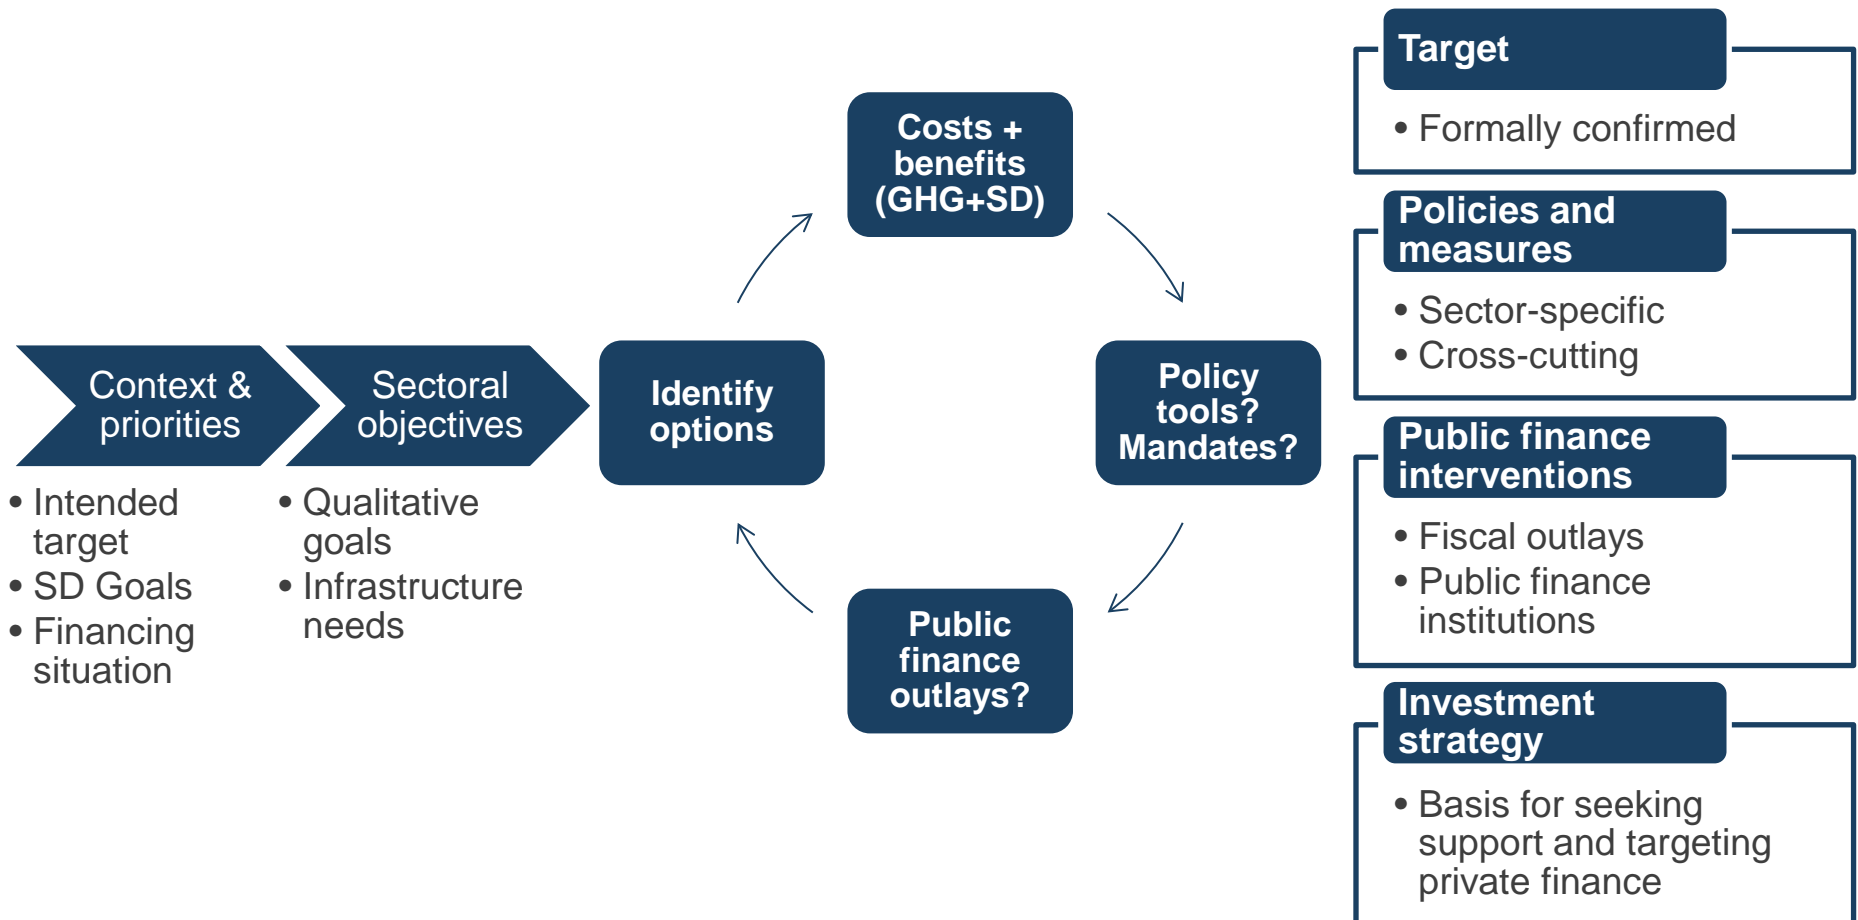 Context &
priorities
• Intended
target
• SD Goals
• Financing
situation
Sectoral
objectives
• Qualitative
goals
• Infrastructure
needs
Identify
options
Costs +
benefits
(GHG+SD)
Policy
tools?
Mandates?
Public
finance
outlays?
Target
• Formally confirmed
Policies and
measures
• Sector-specific
• Cross-cutting
Public finance
interventions
• Fiscal outlays
• Public finance
institutions
Investment
strategy
• Basis for seeking
support and targeting
private finance